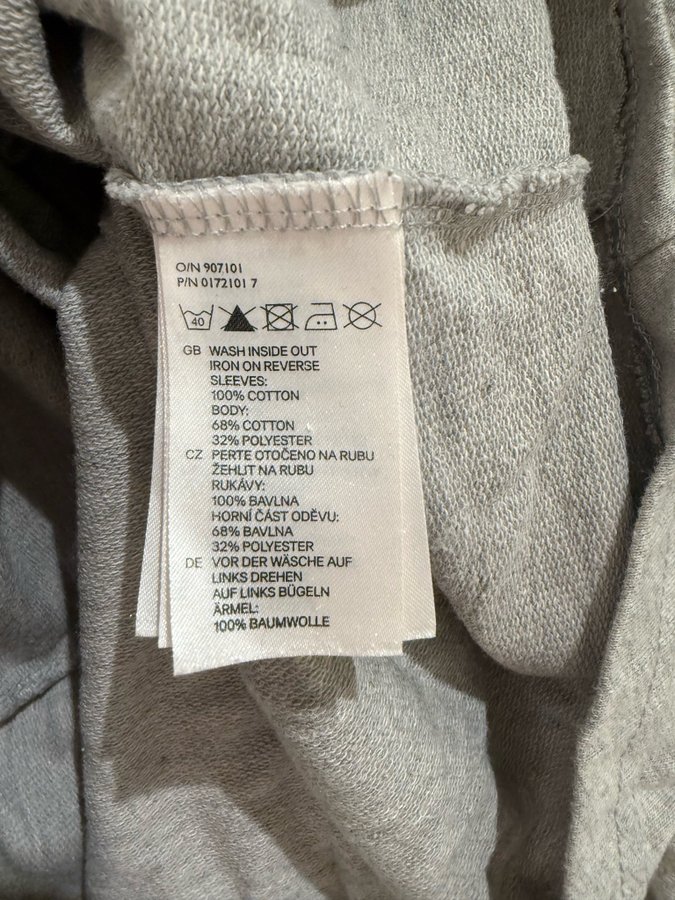 O/N 907101
P/N 0172101 7
40
GB WASH INSIDE OUT
IRON ON REVERSE
SLEEVES:
100% COTTON
BODY:
68% COTTON
32% POLYESTER
CZ PERTE OTOČENO NA RUBU
ŽEHLIT NA RUBU
RUKÁVY:
100% BAVLNA
HORNÍ ČÁST ODĚVU:
68% BAVLNA
32% POLYESTER
DE VOR DER WÄSCHE AUF
LINKS DREHEN
AUF LINKS BÜGELN
ÄRMEL:
100% BAUMWOLLE